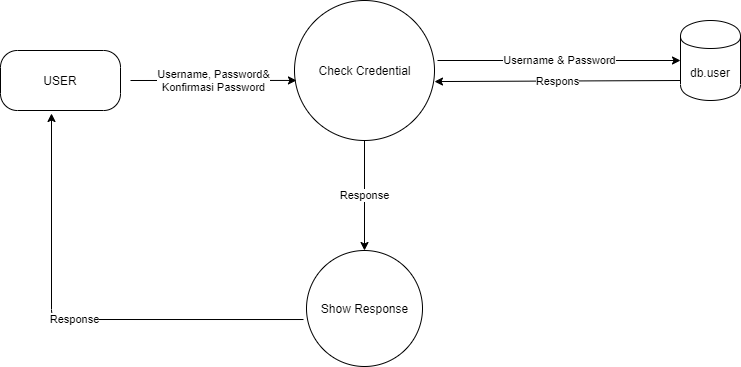 USER
Username, Password&
Konfirmasi Password
Check Credential
Username & Password
Respons
db.user
Response
Show Response
Response